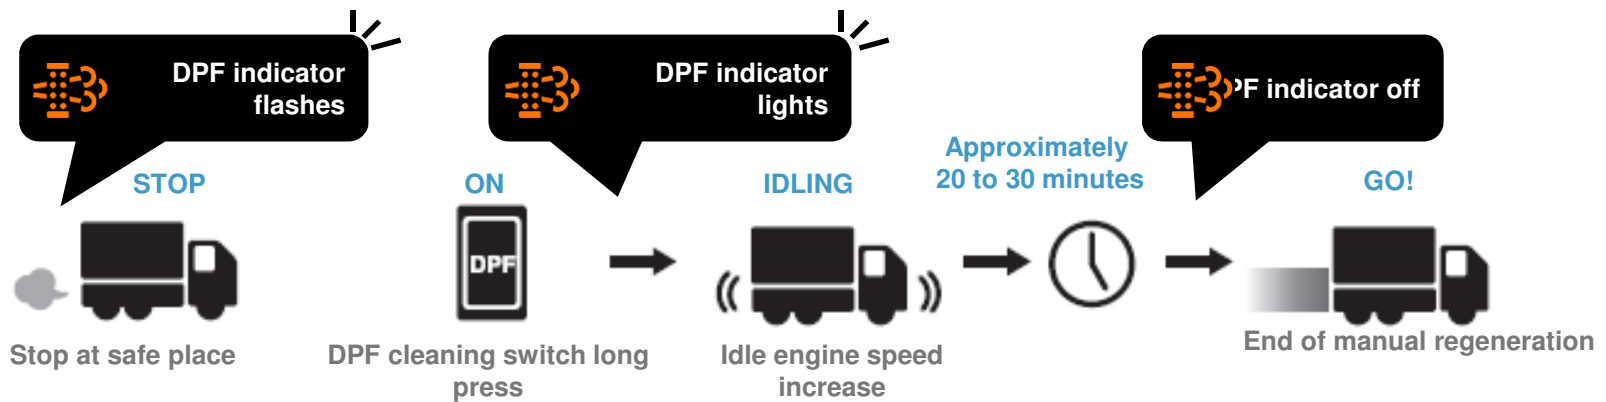 DPF indicator
flashes
DPF indicator
lights
PF indicator off
Approximately
20 to 30 minutes
STOP
ON
IDLING
GO!
DPF
Stop at safe place
DPF cleaning switch long
press
Idle engine speed
increase
End of manual regeneration